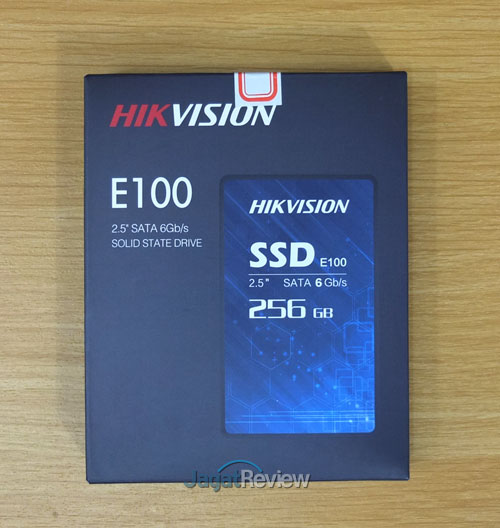 HIKVISION
E100
2.5" SATA 6Gb/s
SOLID STATE DRIVE
HIKVISION
SSD E100
2.5" SATA 6 Gb/s
256 GB
JagatReview